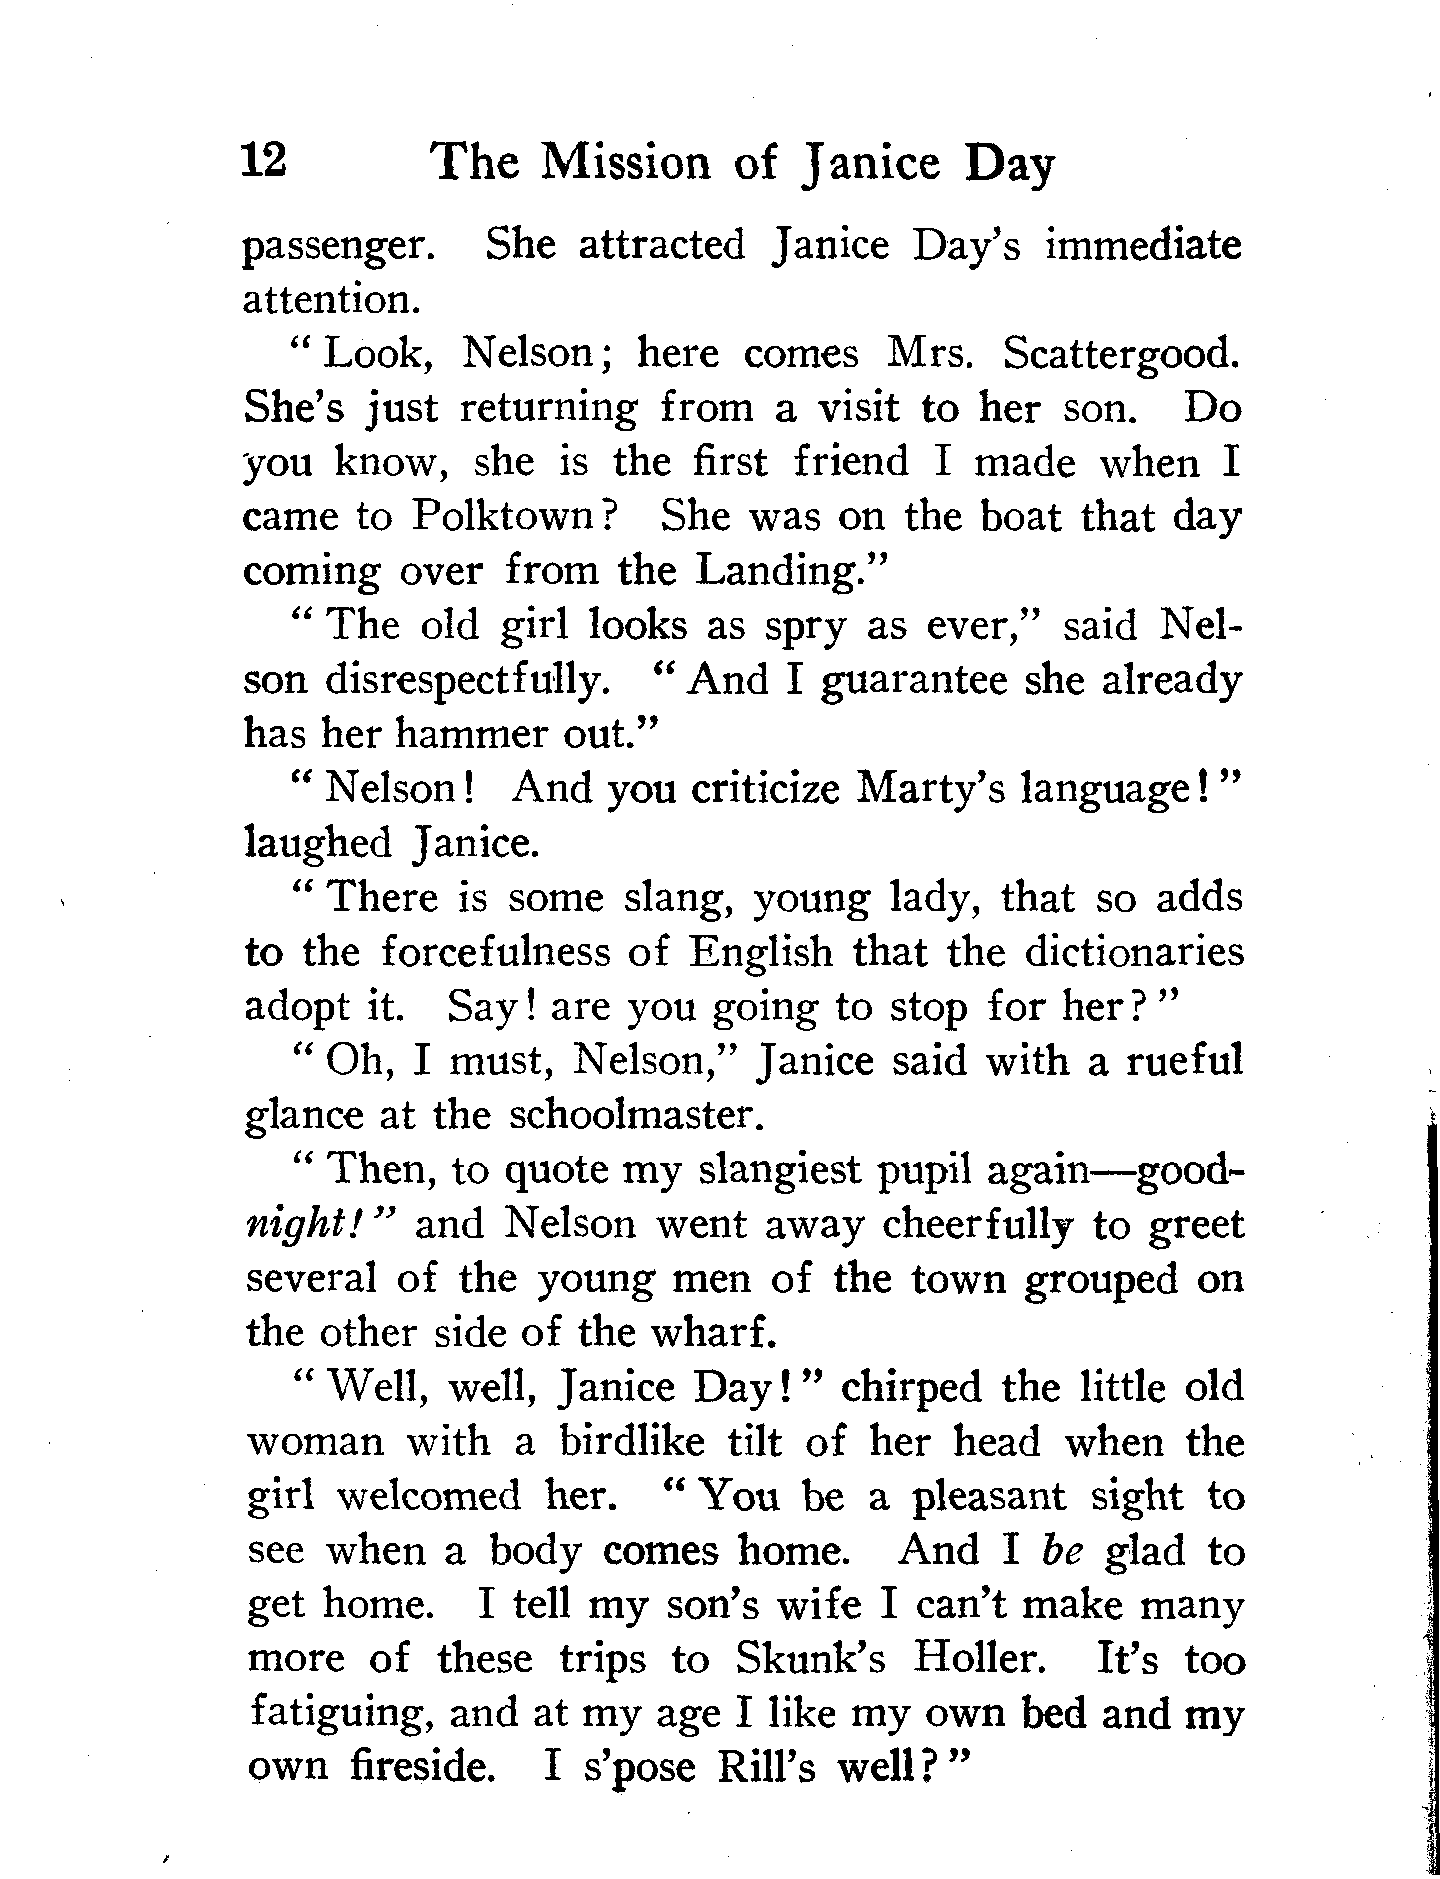 12 The Mission of Janice Day
passenger. She attracted Janice Day's immediate
attention.
" Look, Nelson; here comes Mrs. Scattergood.
She's just returning from a visit to her son. Do
you know, she is the first friend I made when I
came to Polktown? She was on the boat that day
coming over from the Landing."
" The old girl looks as spry as ever," said Nel-
son disrespectfully. " And I guarantee she already
has her hammer out."
" Nelson! And you criticize Marty's language! "
laughed Janice.
" There is some slang, young lady, that so adds
to the forcefulness of English that the dictionaries
adopt it. Say! are you going to stop for her? "
" Oh, I must, Nelson," Janice said with a rueful
glance at the schoolmaster.
" Then, to quote my slangiest pupil again—good-
night! " and Nelson went away cheerfully to greet
several of the young men of the town grouped on
the other side of the wharf.
" Well, well, Janice Day! " chirped the little old
woman with a birdlike tilt of her head when the
girl welcomed her. " You be a pleasant sight to
see when a body comes home. And I be glad to
get home. I tell my son's wife I can't make many
more of these trips to Skunk's Holler. It's too
fatiguing, and at my age I like my own bed and my
own fireside. I s'pose Rill's well? "